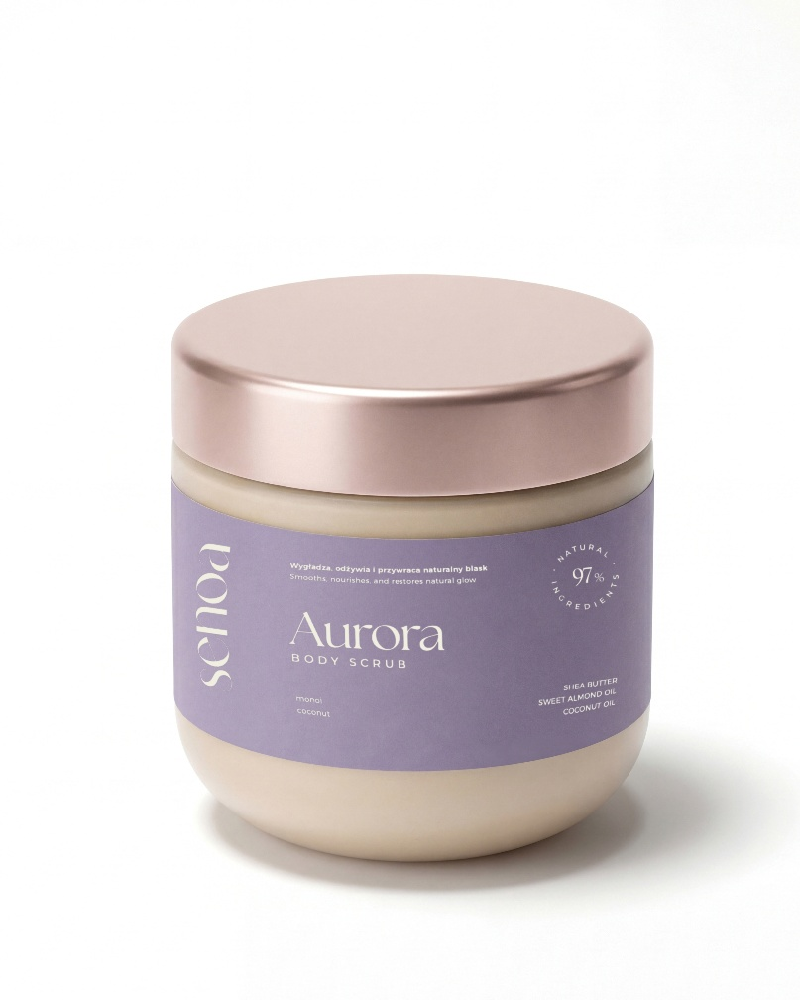 senoa
Wygładza, odżywia i przywraca naturalny blask
Smooths, nourishes, and restores natural glow
Aurora
BODY SCRUB
monoi
coconut
· NATURAL ·
97%
INGREDIENTS
SHEA BUTTER
SWEET ALMOND OIL
COCONUT OIL